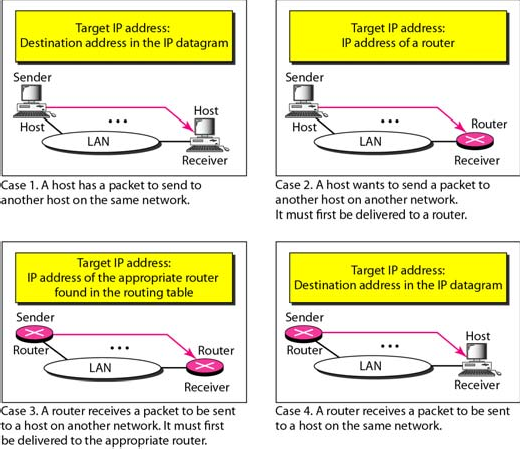 Target IP address:
Destination address in the IP datagram
Sender
Host
Host
LAN
Receiver
Case 1. A host has a packet to send to
another host on the same network.
Target IP address:
IP address of a router
Sender
Router
Host
LAN
Receiver
Case 2. A host wants to send a packet to
another host on another network.
It must first be delivered to a router.
Target IP address:
IP address of the appropriate router
found in the routing table
Sender
Router
Router
LAN
Receiver
Case 3. A router receives a packet to be sent
to a host on another network. It must first
be delivered to the appropriate router.
Target IP address:
Destination address in the IP datagram
Sender
Host
Router
LAN
Receiver
Case 4. A router receives a packet to be sent
to a host on the same network.